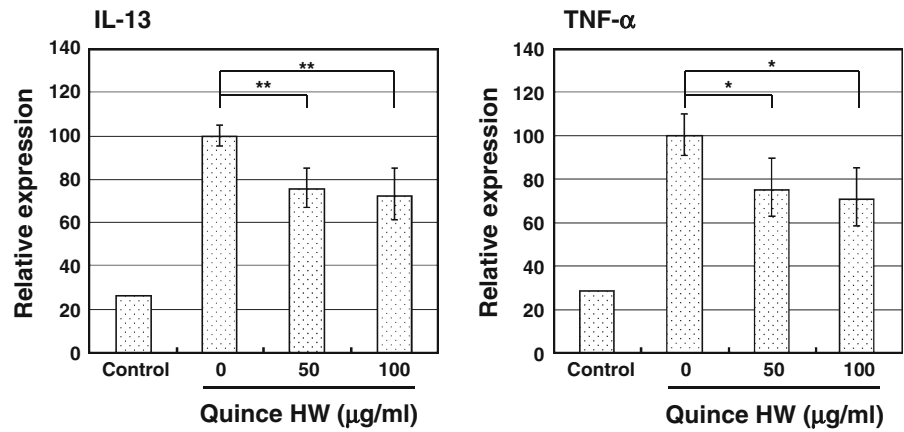 IL-13
140
120
100
80
60
40
20
0
Relative expression
**
**
Control 0 50 100
Quince HW (μg/ml)
TNF-α
140
120
100
80
60
40
20
0
Relative expression
*
*
Control 0 50 100
Quince HW (μg/ml)